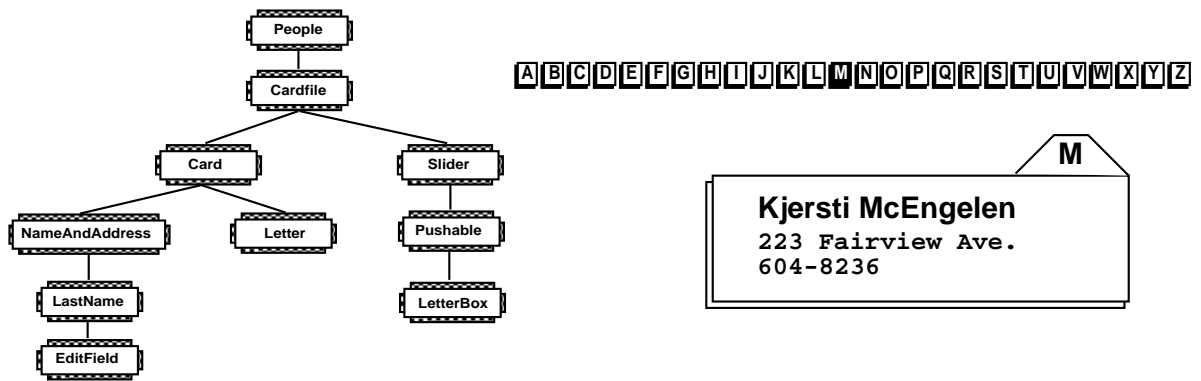 People
Cardfile
Card Slider
NameAndAddress Letter Pushable
LastName LetterBox
EditField
A B C D E F G H I J K L M N O P Q R S T U V W X Y Z
M
Kjersti McEngelen
223 Fairview Ave.
604-8236